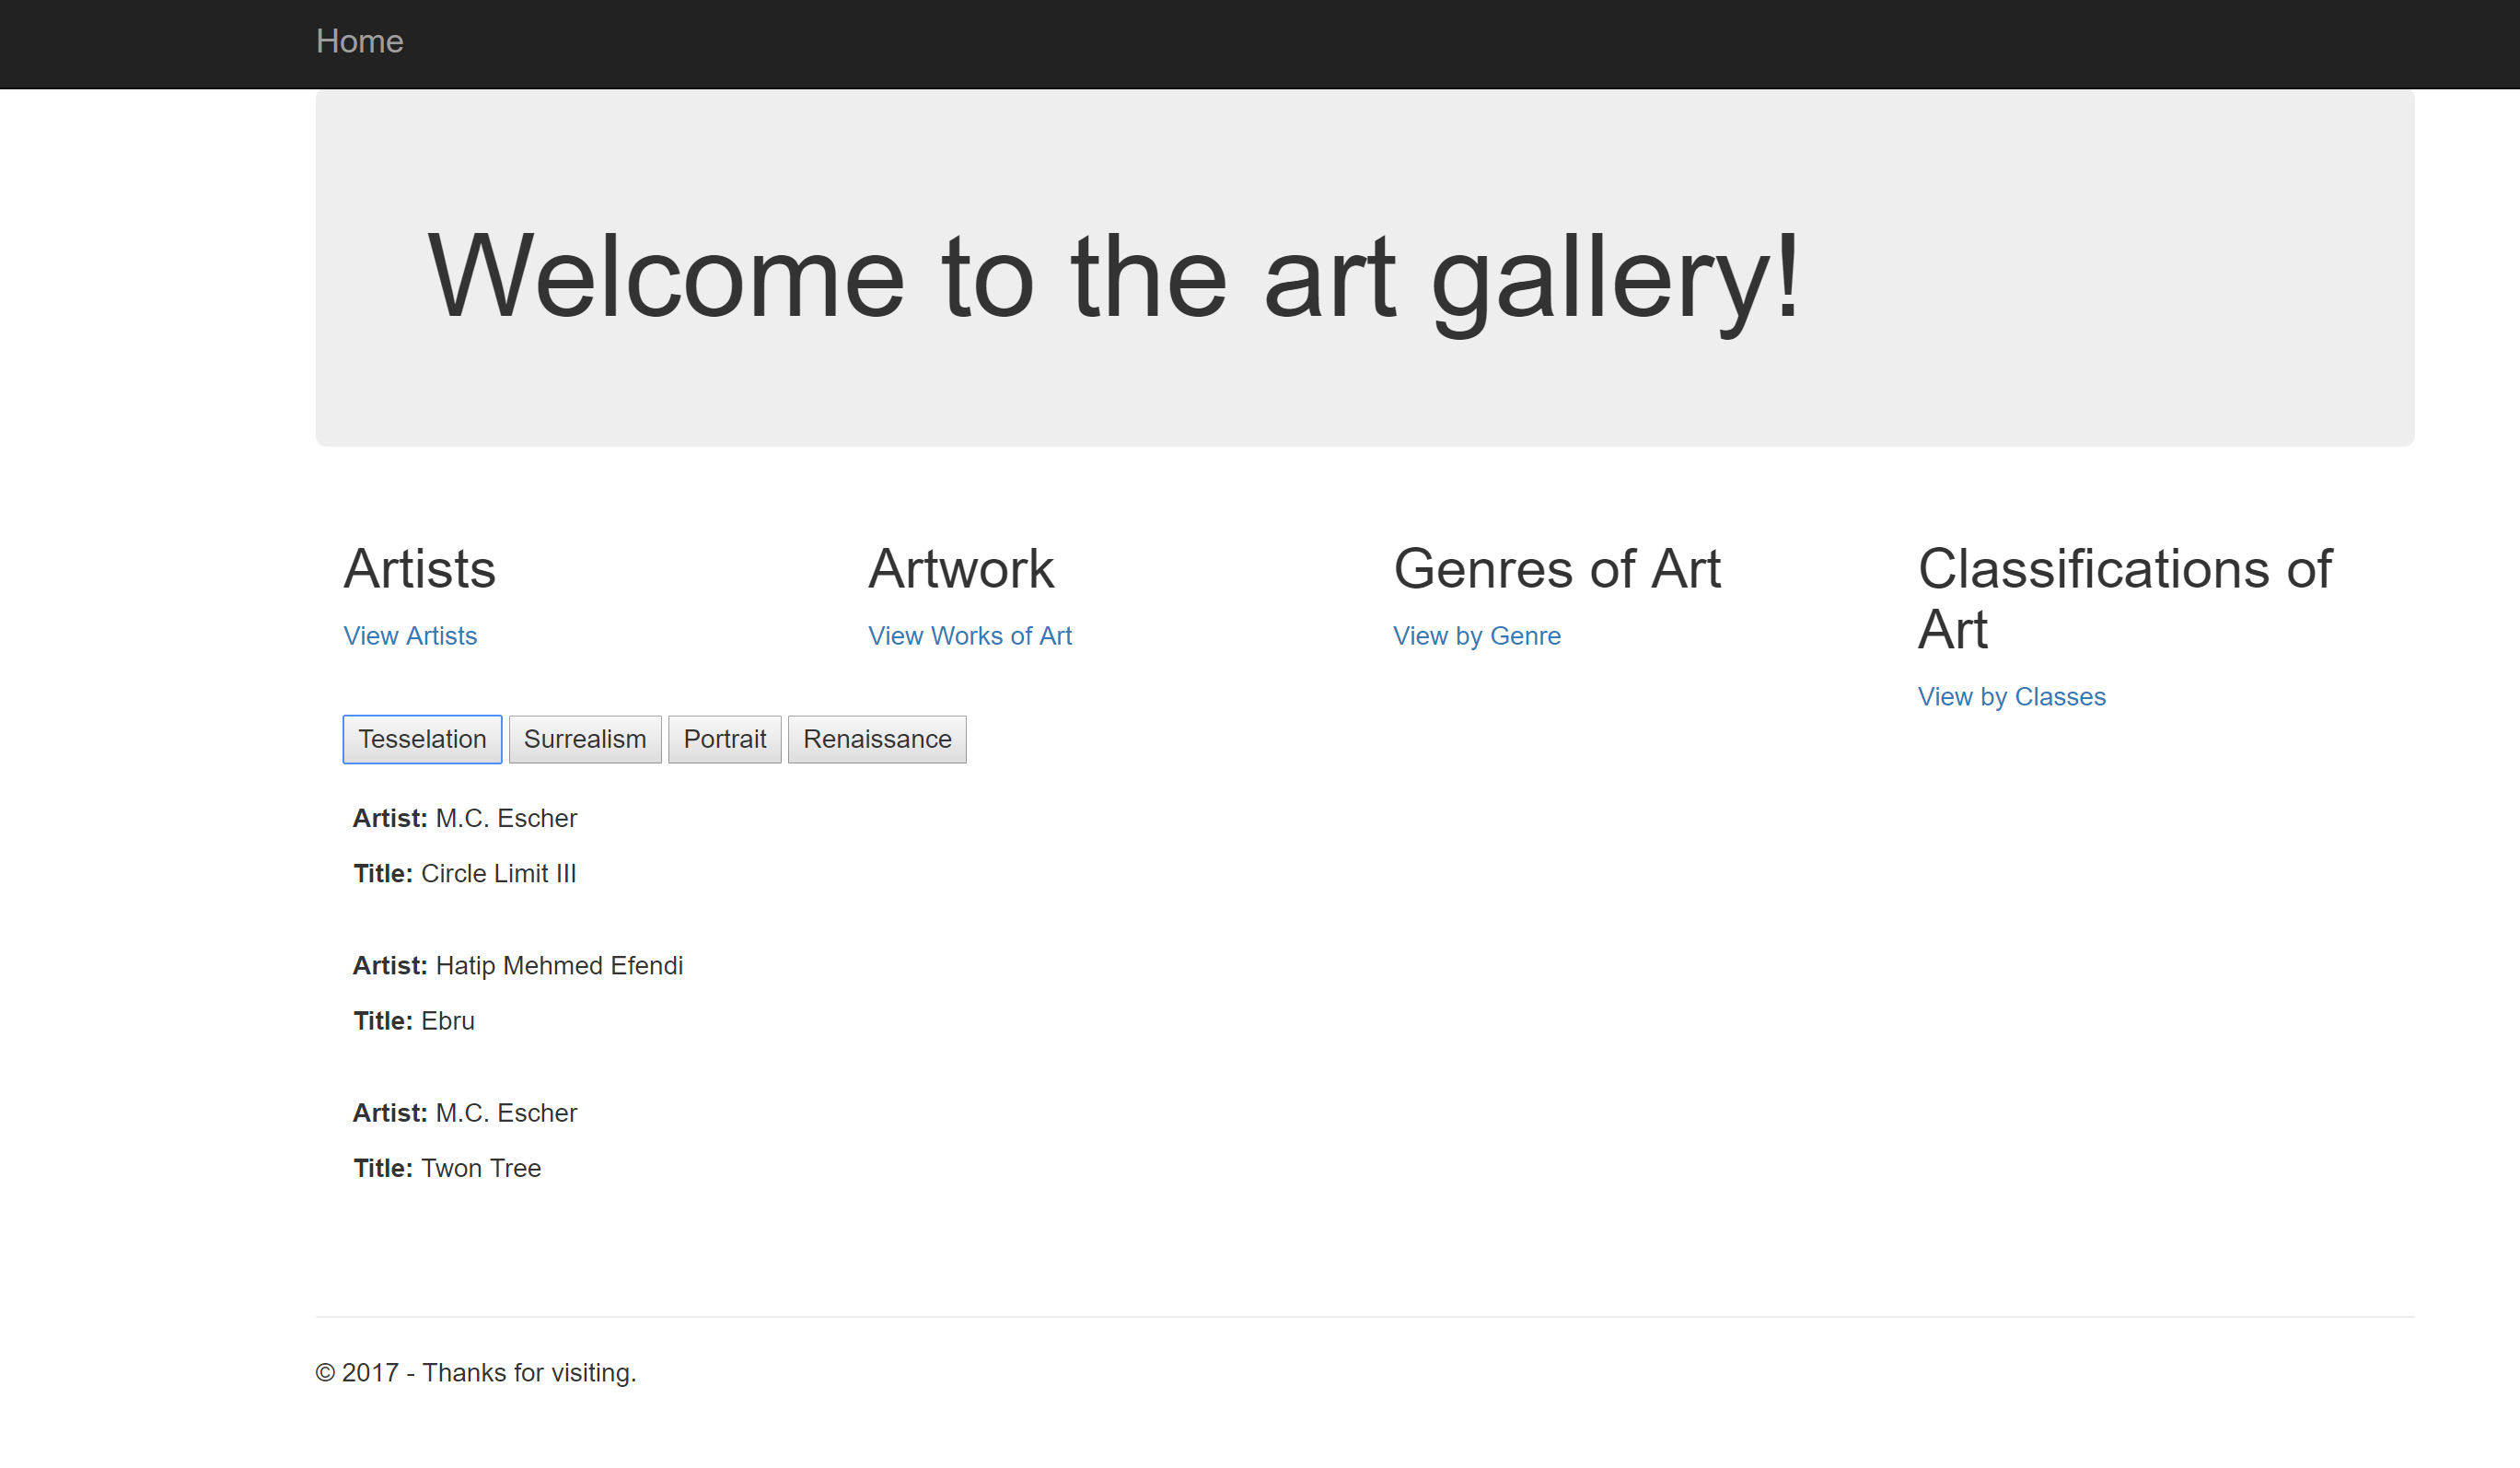 Home
Welcome to the art gallery!
Artists
View Artists
Artwork
View Works of Art
Genres of Art
View by Genre
Classifications of
Art
View by Classes
Tesselation Surrealism Portrait Renaissance
Artist: M.C. Escher
Title: Circle Limit III
Artist: Hatip Mehmed Efendi
Title: Ebru
Artist: M.C. Escher
Title: Twon Tree
© 2017 - Thanks for visiting.